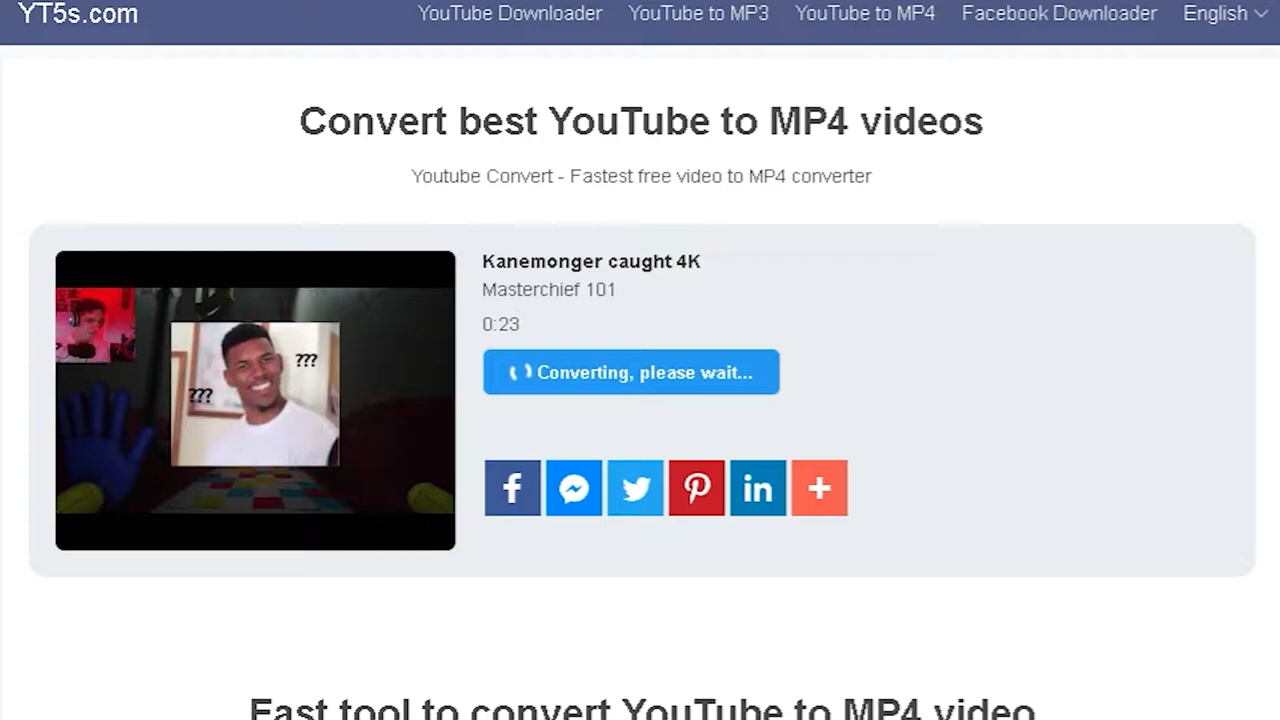 YT5s.com
YouTube Downloader YouTube to MP3 YouTube to MP4 Facebook Downloader English
Convert best YouTube to MP4 videos
Youtube Convert - Fastest free video to MP4 converter
Kanemonger caught 4K
Masterchief 101
0:23
Converting, please wait...
???
???
f
in
+
Fast tool to convert YouTube to MP4 video